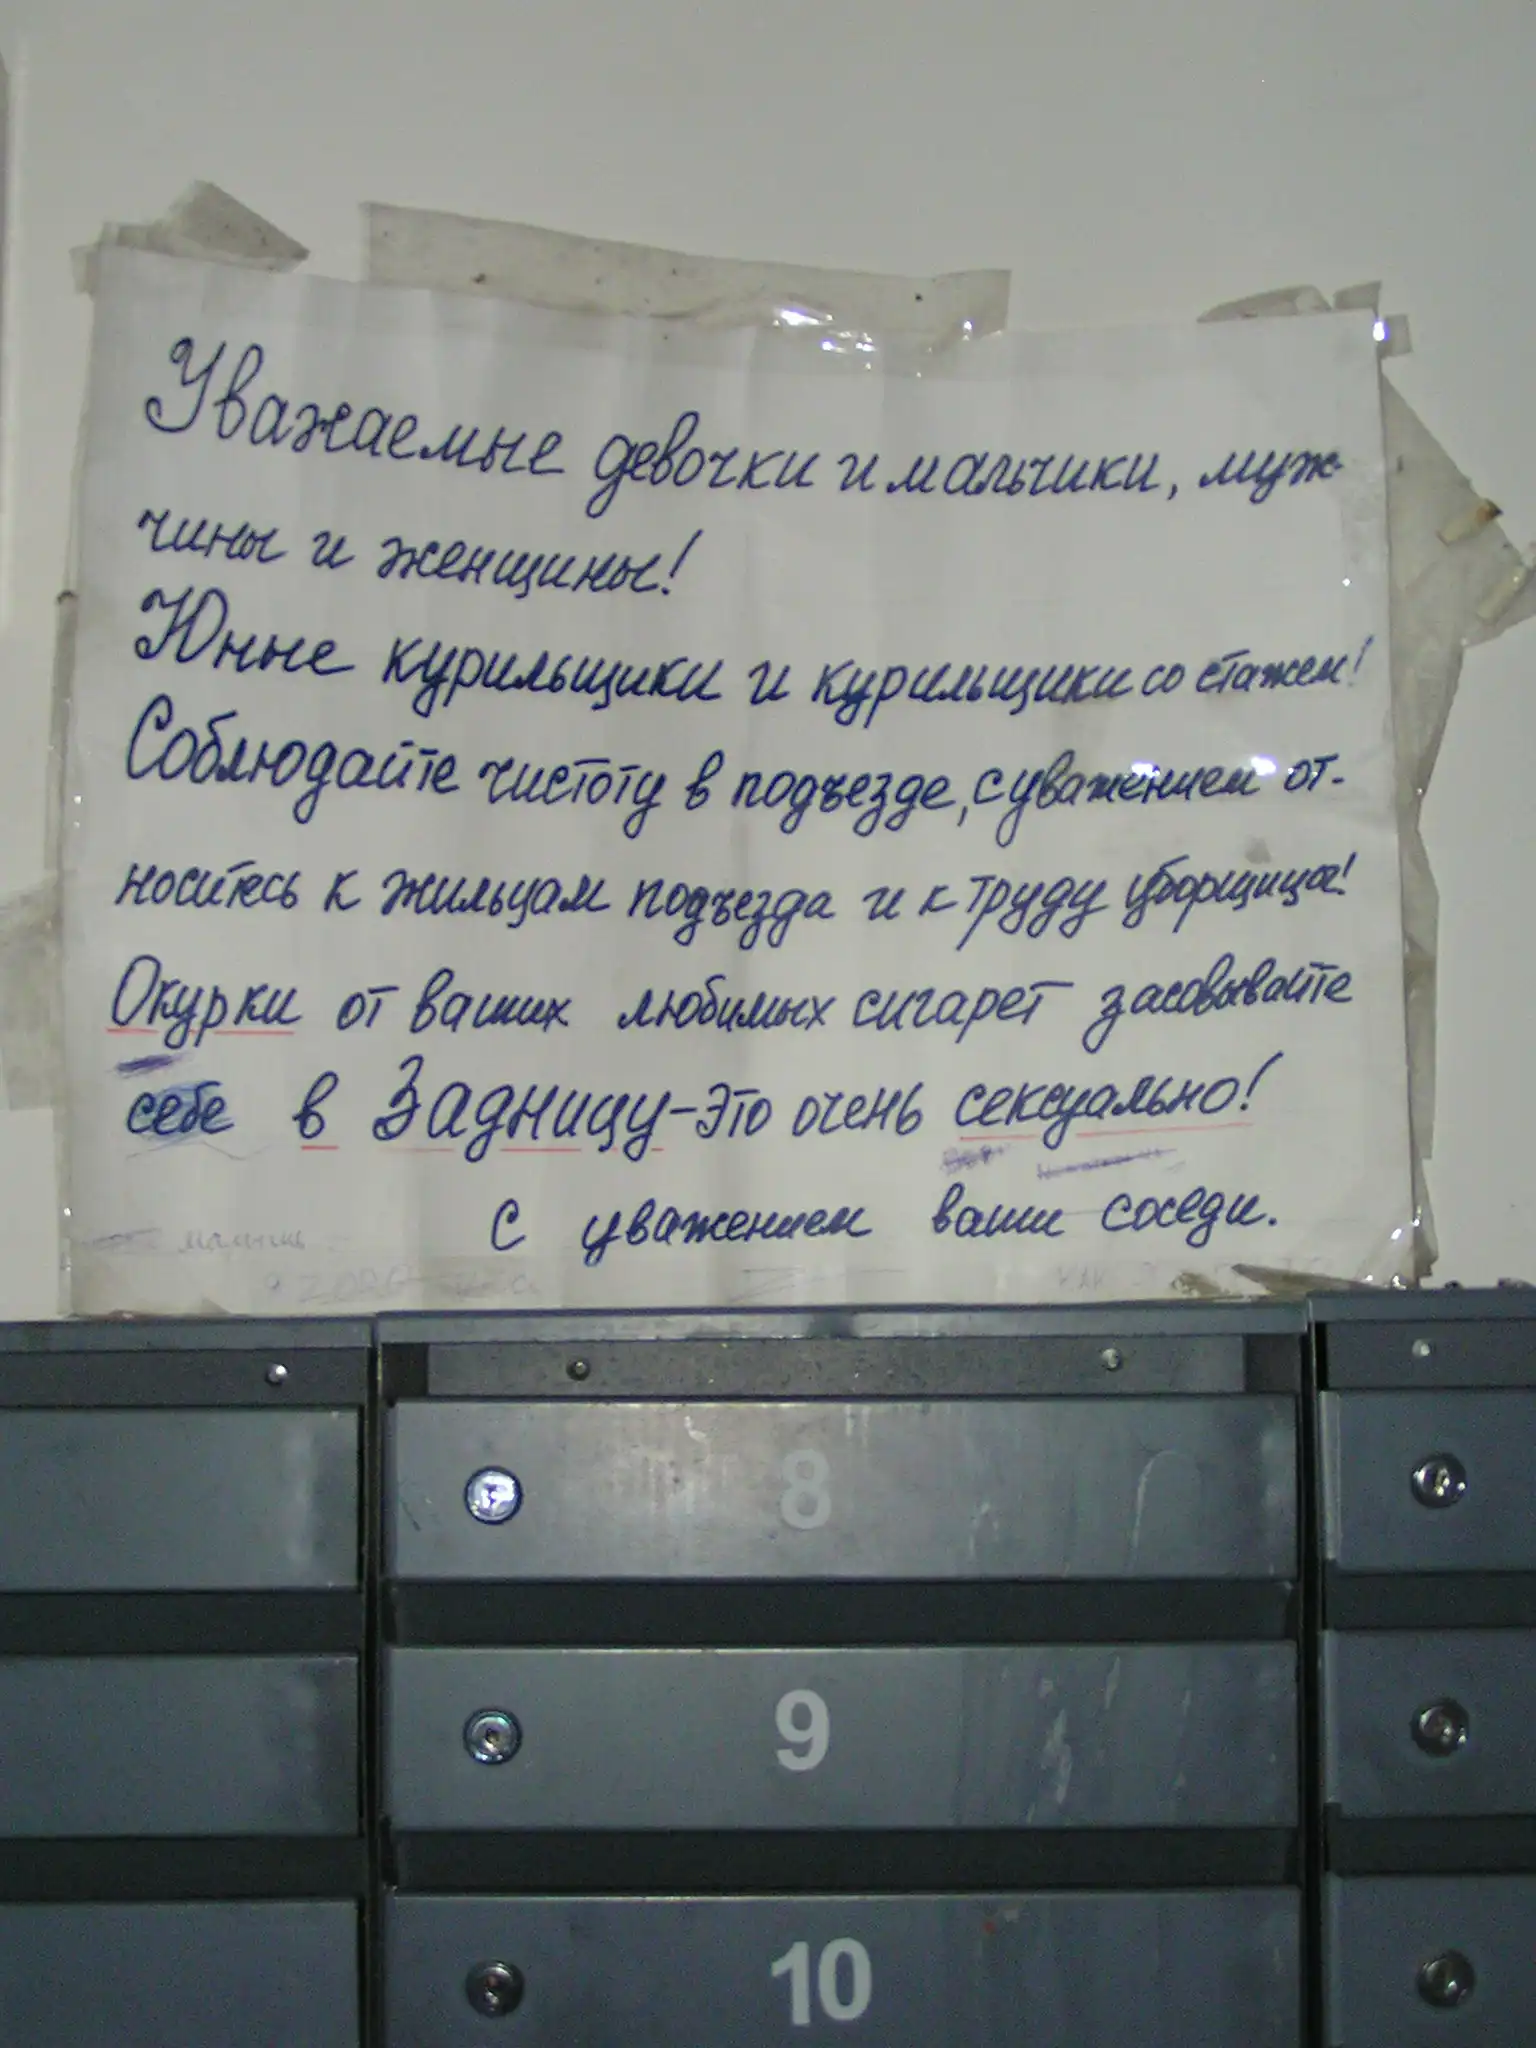 Уважаемые девочки и мальчики, муж-
чины и женщины!
Юные курильщики и курильщики со стажем!
Соблюдайте чистоту в подъезде, с уважением от-
носитесь к жильцам подъезда и к труду уборщица!
Окурки от ваших любимых сигарет засовывайте
себе в Задницу - это очень сексуально!
С уважением ваши соседи.
8
9
10